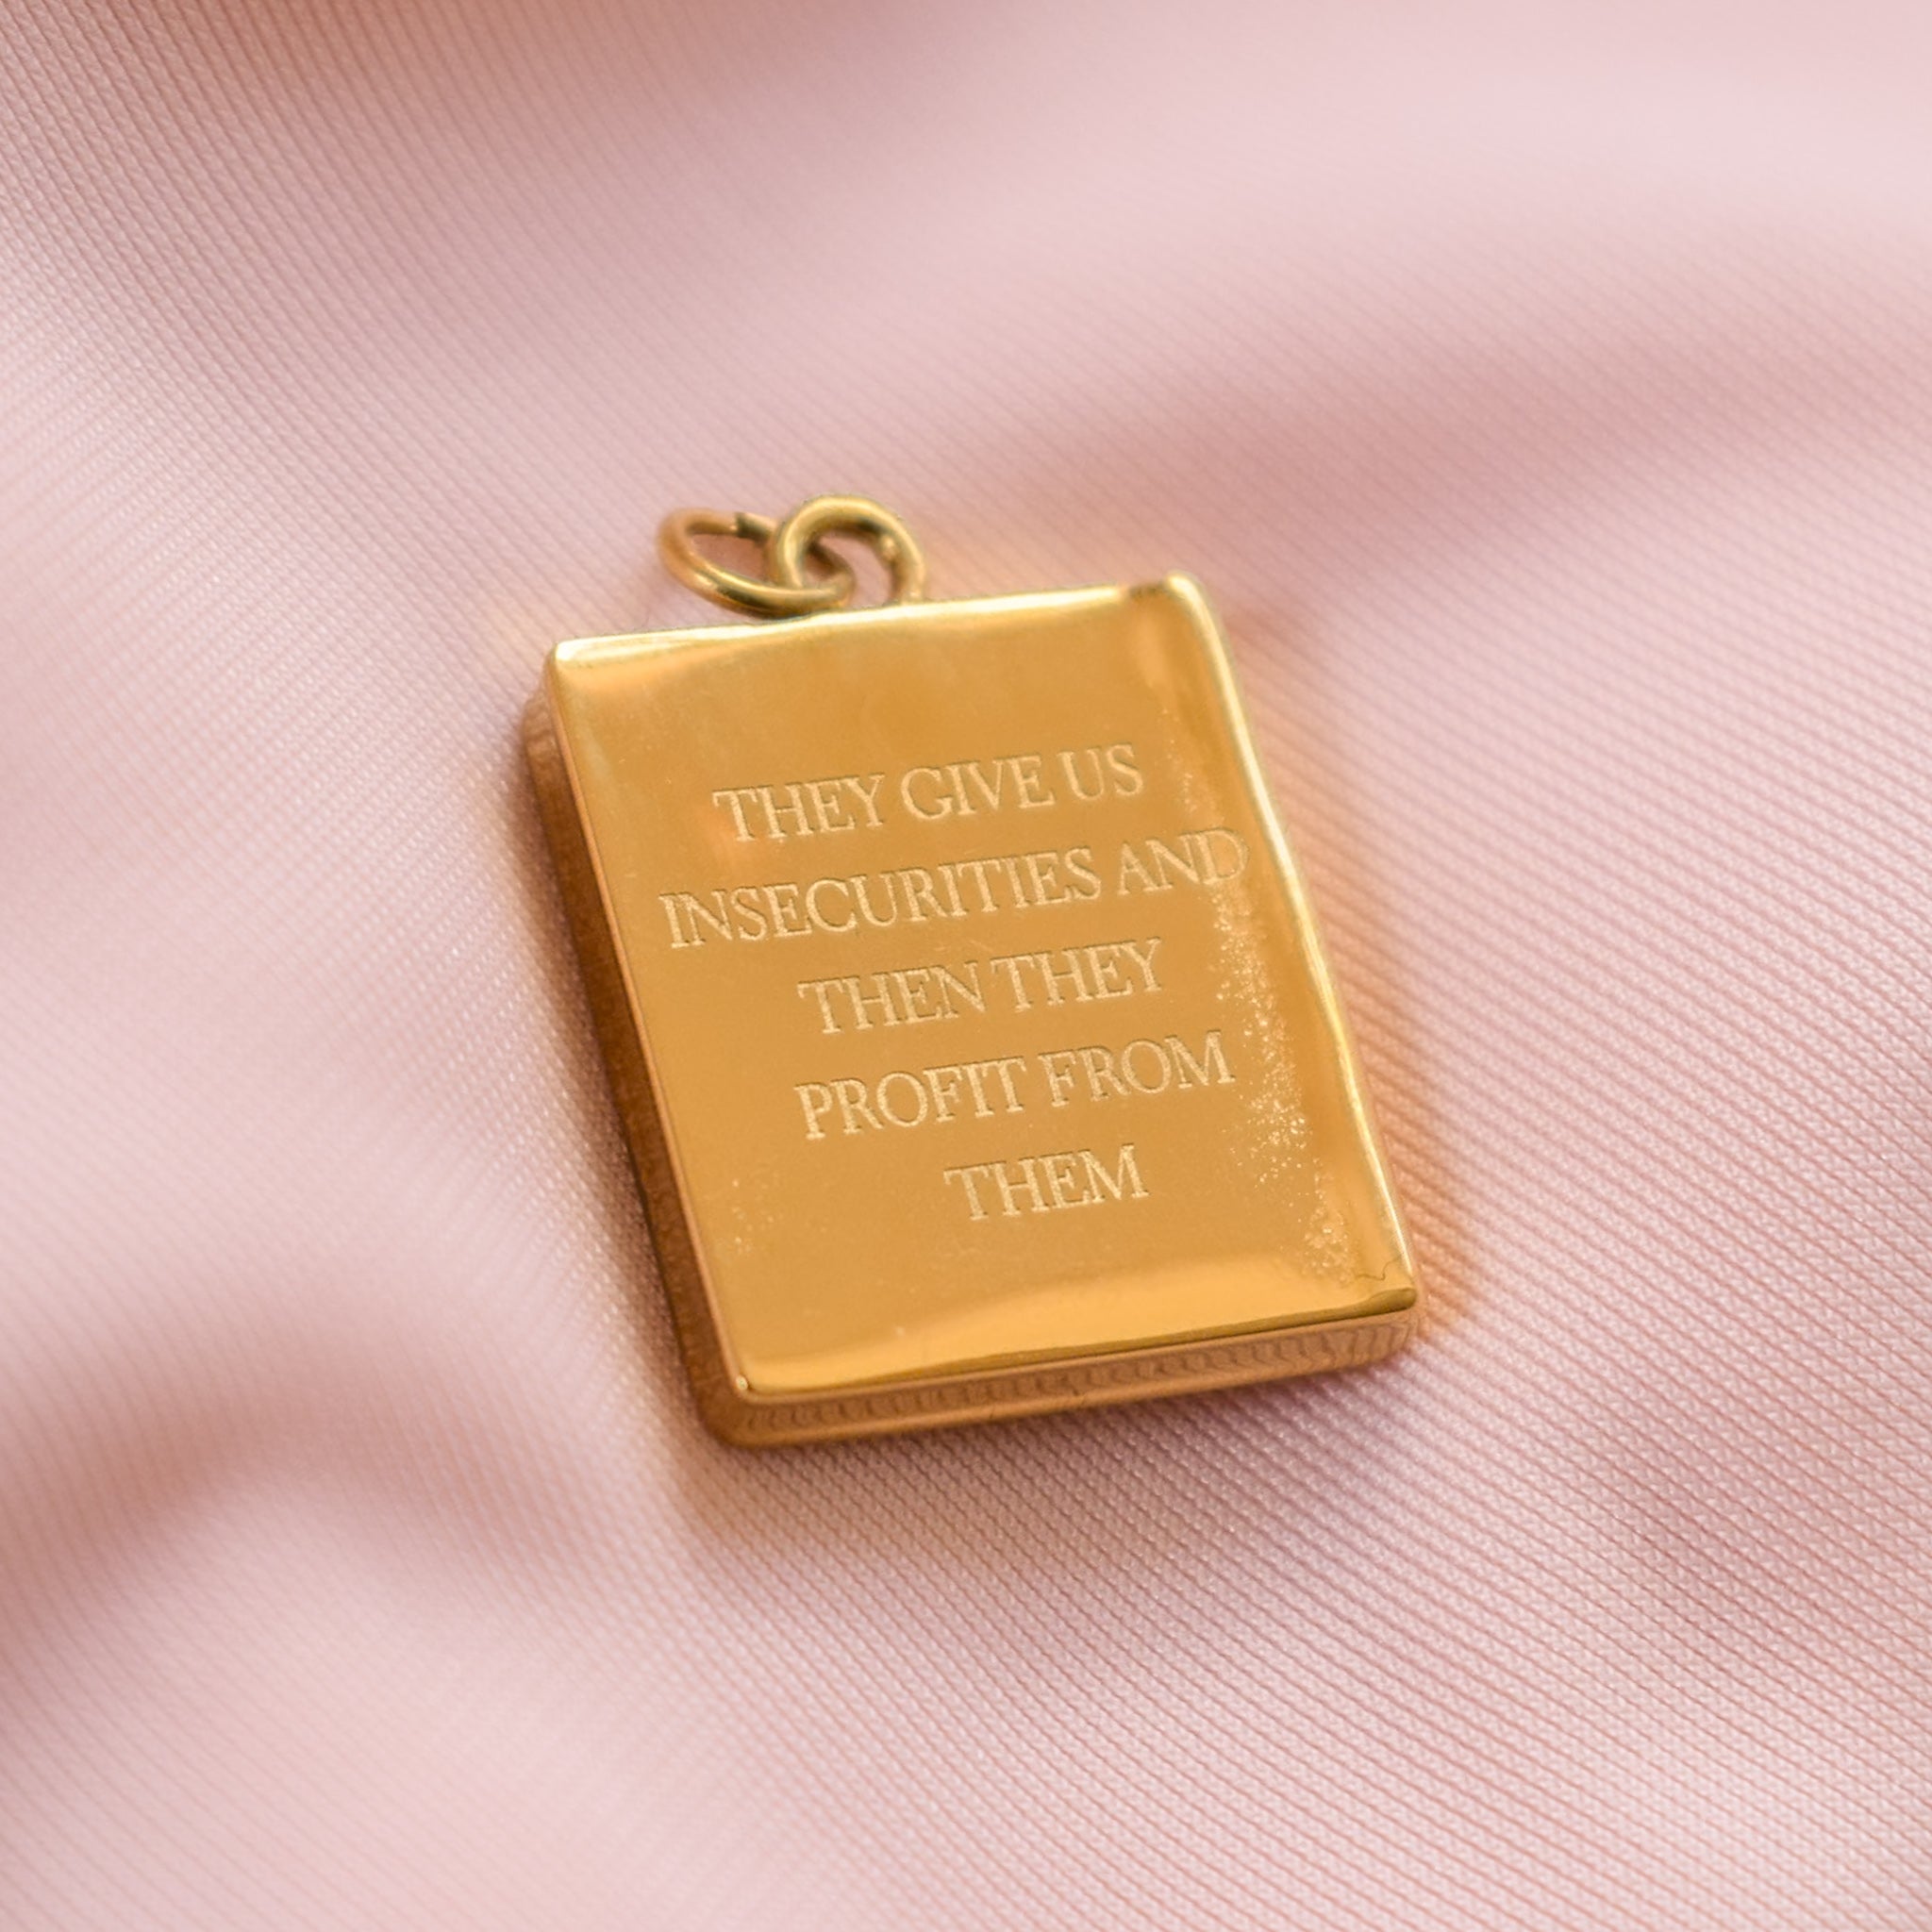 THEY GIVE US
INSECURITIES AND
THEN THEY
PROFIT FROM
THEM